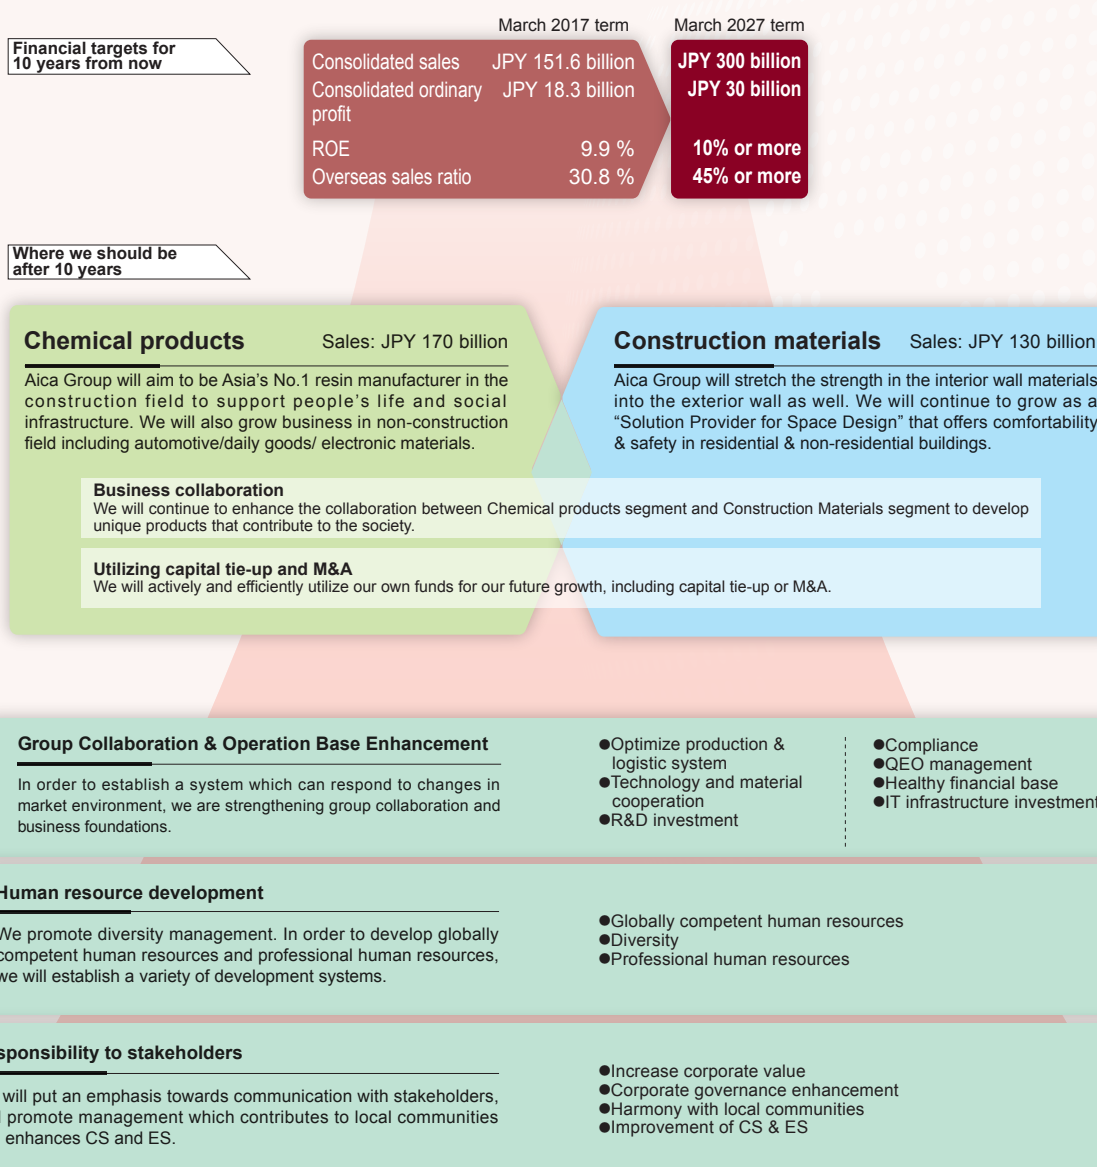 March 2017 term
March 2027 term
Financial targets for
10 years from now
Consolidated sales JPY 151.6 billion JPY 300 billion
Consolidated ordinary JPY 18.3 billion JPY 30 billion
profit
ROE 9.9 % 10% or more
Overseas sales ratio 30.8 % 45% or more
Where we should be
after 10 years
Chemical products Sales: JPY 170 billion
Aica Group will aim to be Asia's No.1 resin manufacturer in the
construction field to support people's life and social
infrastructure. We will also grow business in non-construction
field including automotive/daily goods/ electronic materials.
Construction materials Sales: JPY 130 billion
Aica Group will stretch the strength in the interior wall materials
into the exterior wall as well. We will continue to grow as a
“Solution Provider for Space Design” that offers comfortability
& safety in residential & non-residential buildings.
Business collaboration
We will continue to enhance the collaboration between Chemical products segment and Construction Materials segment to develop
unique products that contribute to the society.
Utilizing capital tie-up and M&A
We will actively and efficiently utilize our own funds for our future growth, including capital tie-up or M&A.
Group Collaboration & Operation Base Enhancement
In order to establish a system which can respond to changes in
market environment, we are strengthening group collaboration and
business foundations.
●Optimize production &
logistic system
●Technology and material
cooperation
●R&D investment
●Compliance
●QEO management
●Healthy financial base
●IT infrastructure investment
Human resource development
We promote diversity management. In order to develop globally
competent human resources and professional human resources,
we will establish a variety of development systems.
●Globally competent human resources
●Diversity
●Professional human resources
sponsibility to stakeholders
will put an emphasis towards communication with stakeholders,
promote management which contributes to local communities
enhances CS and ES.
●Increase corporate value
●Corporate governance enhancement
●Harmony with local communities
●Improvement of CS & ES